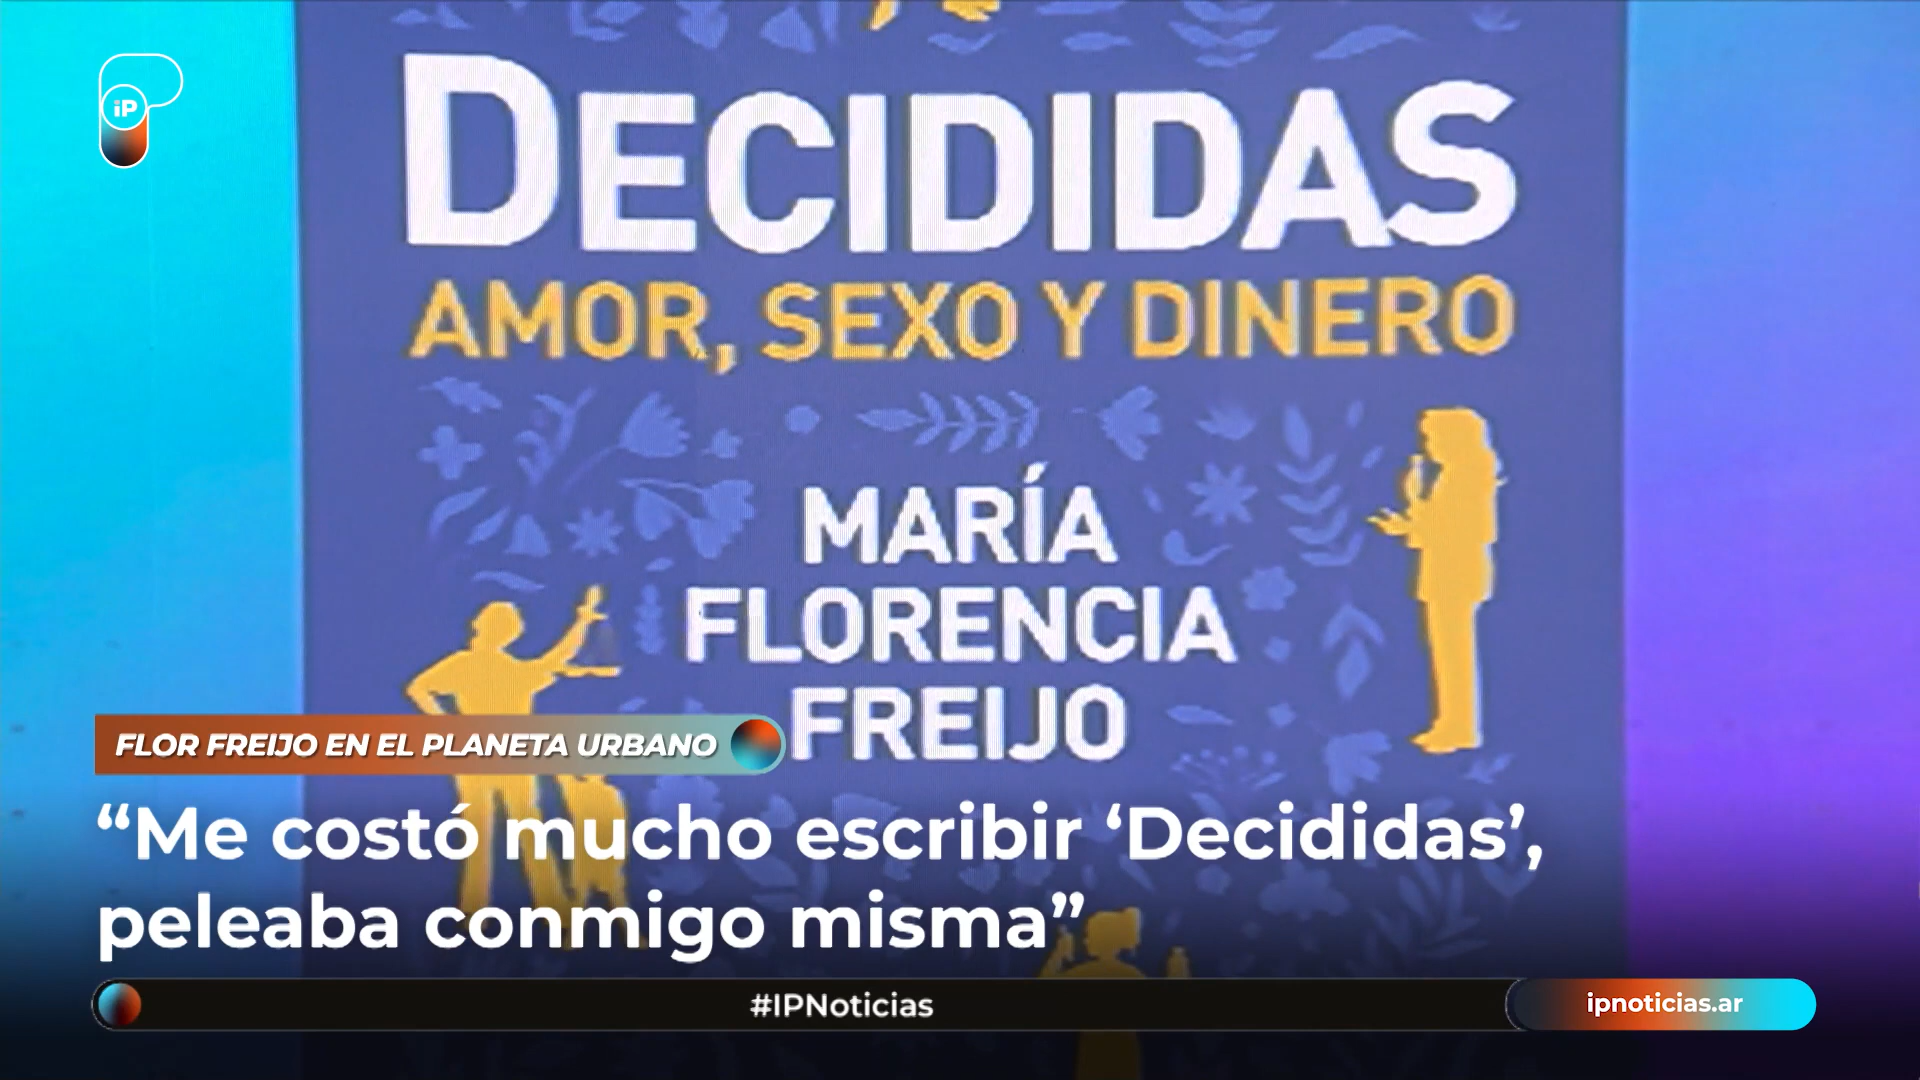 iP
DECIDIDAS
AMOR, SEXO Y DINERO
MARÍA
FLORENCIA
FREIJO
FLOR FREIJO EN EL PLANETA URBANO
“Me costó mucho escribir ‘Decididas’,
peleaba conmigo misma”
#IPNoticias
ipnoticias.ar